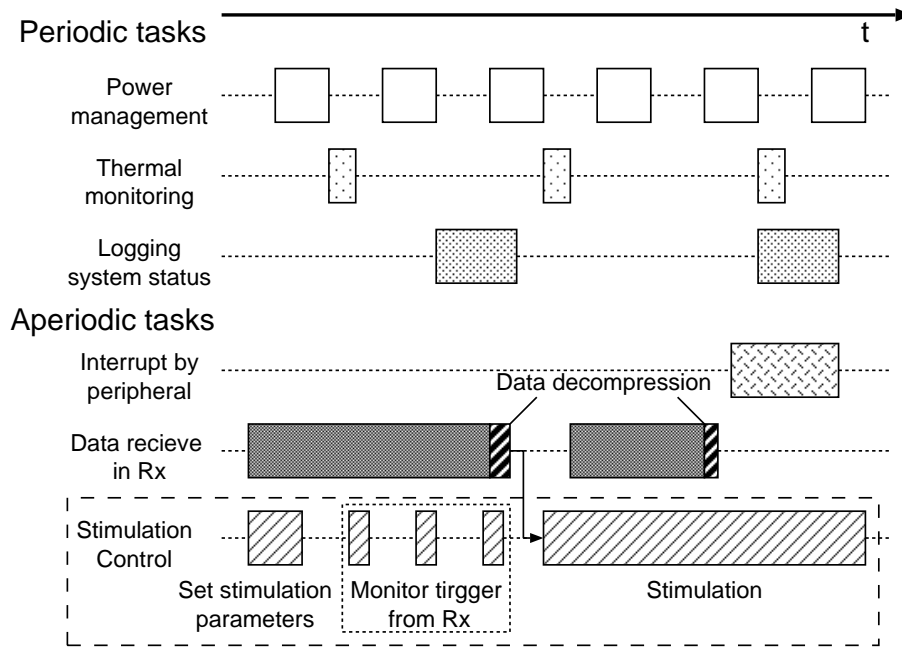 Periodic tasks
t
Power
management
Thermal
monitoring
Logging
system status
Aperiodic tasks
Interrupt by
peripheral
Data decompression
Data recieve
in Rx
Stimulation
Control
Set stimulation
parameters
Monitor tirgger
from Rx
Stimulation